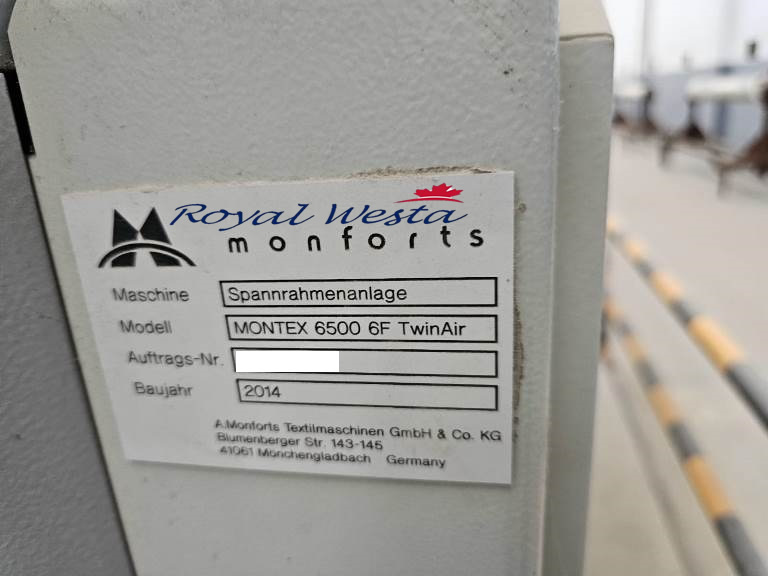 Royal Westa
monforts
Maschine Spannrahmenanlage
Modell MONTEX 6500 6F TwinAir
Auftrags-Nr.
Baujahr 2014
A.Monforts Textilmaschinen GmbH & Co. KG
Blumenberger Str. 143-145
41061 Mönchengladbach Germany